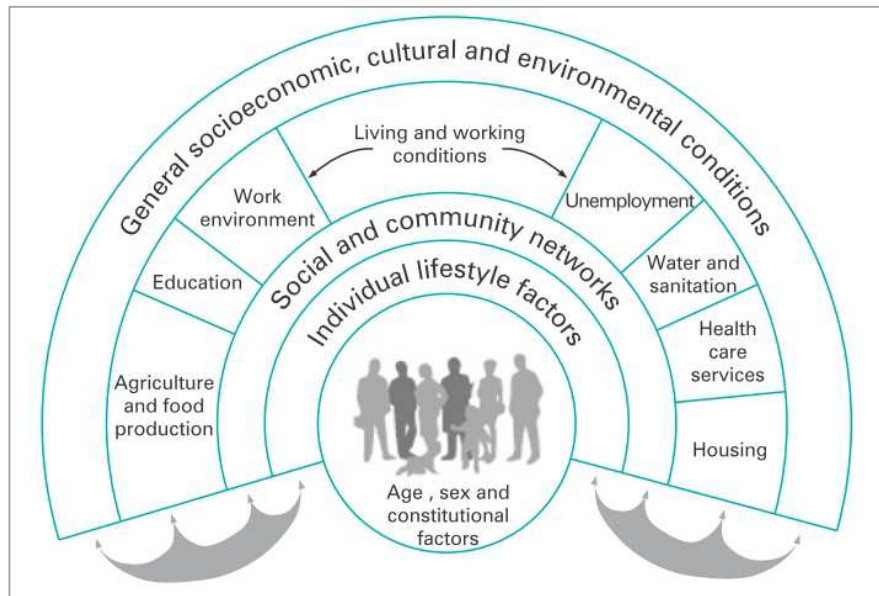 General socioeconomic, cultural and environmental conditions
Living and working
conditions
Work
environment
Unemployment
Education
Water and
sanitation
Agriculture
and food
production
Health
care
services
Housing
Social and community networks
Individual lifestyle factors
Age , sex and
constitutional
factors